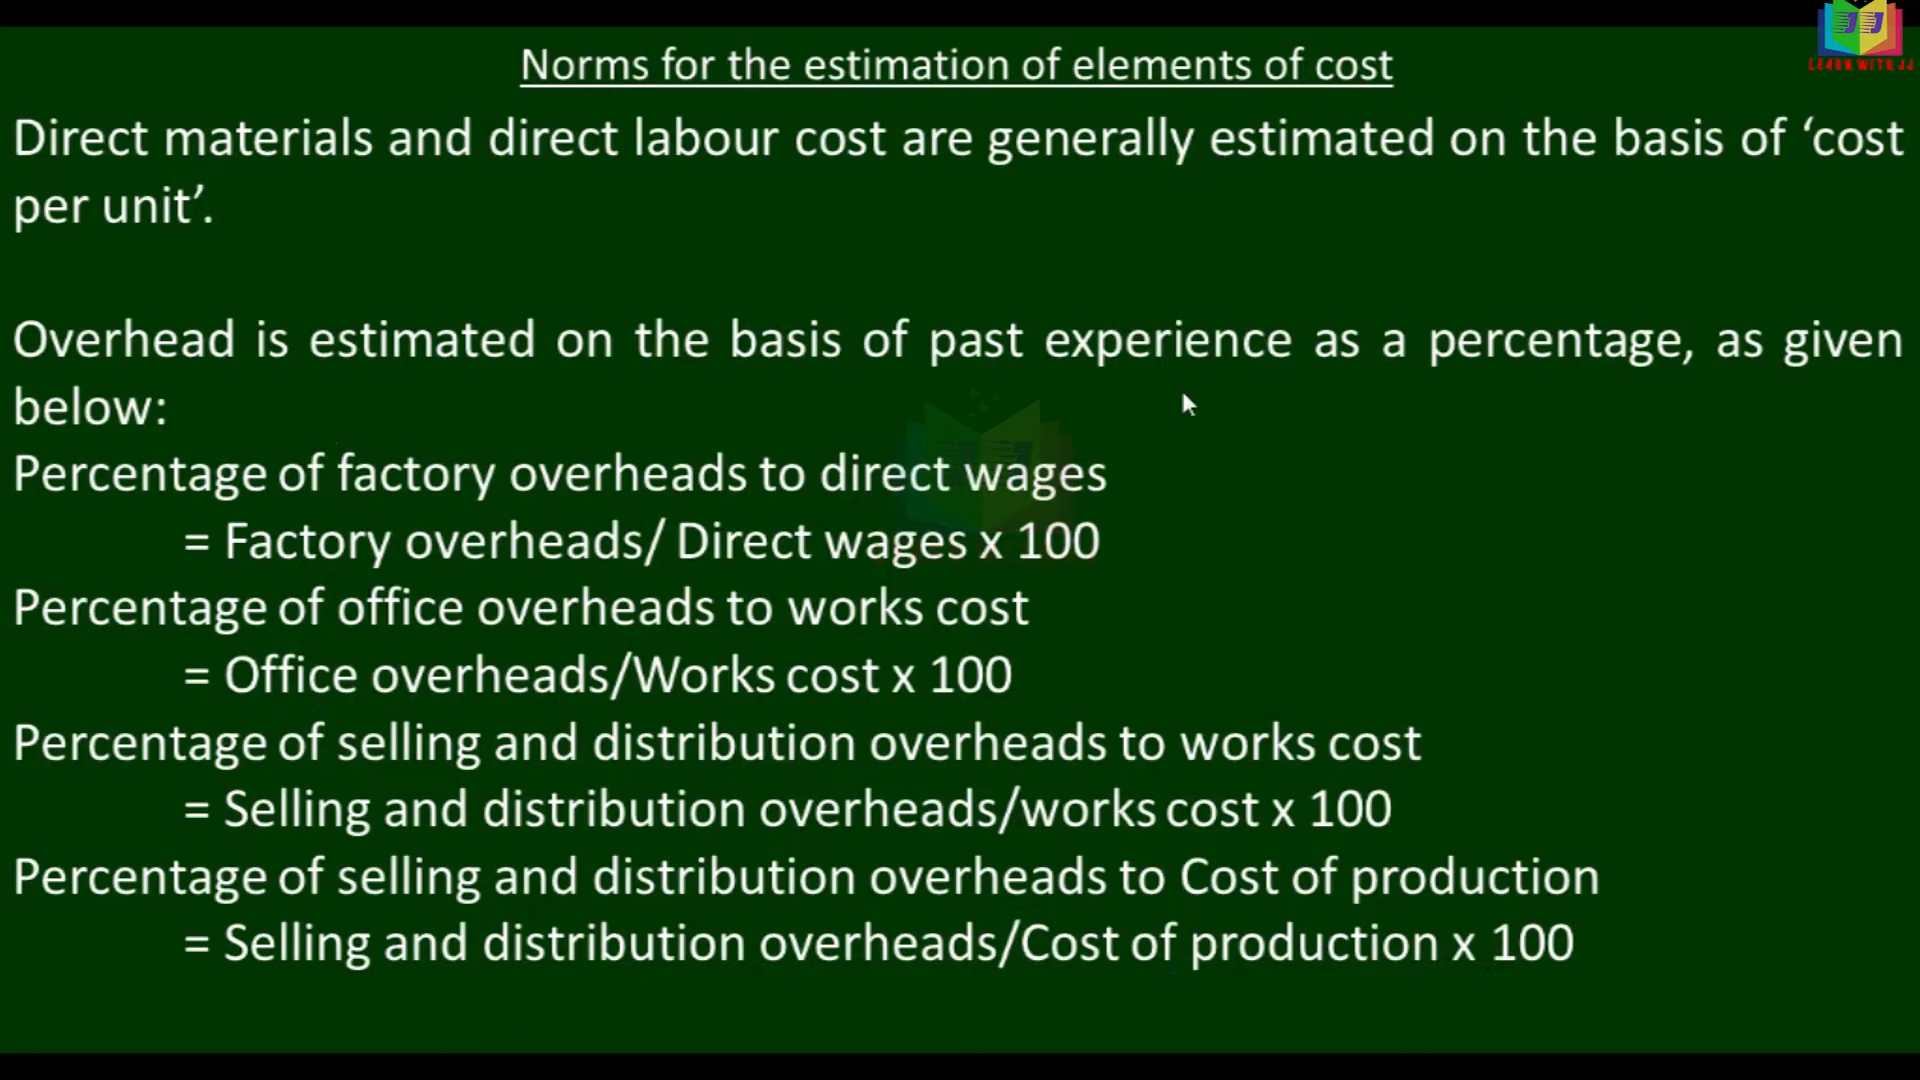 LEARN WITH JJ
Norms for the estimation of elements of cost
Direct materials and direct labour cost are generally estimated on the basis of ‘cost
per unit’.
Overhead is estimated on the basis of past experience as a percentage, as given
below:
Percentage of factory overheads to direct wages
= Factory overheads/ Direct wages x 100
Percentage of office overheads to works cost
= Office overheads/Works cost x 100
Percentage of selling and distribution overheads to works cost
= Selling and distribution overheads/works cost x 100
Percentage of selling and distribution overheads to Cost of production
= Selling and distribution overheads/Cost of production x 100